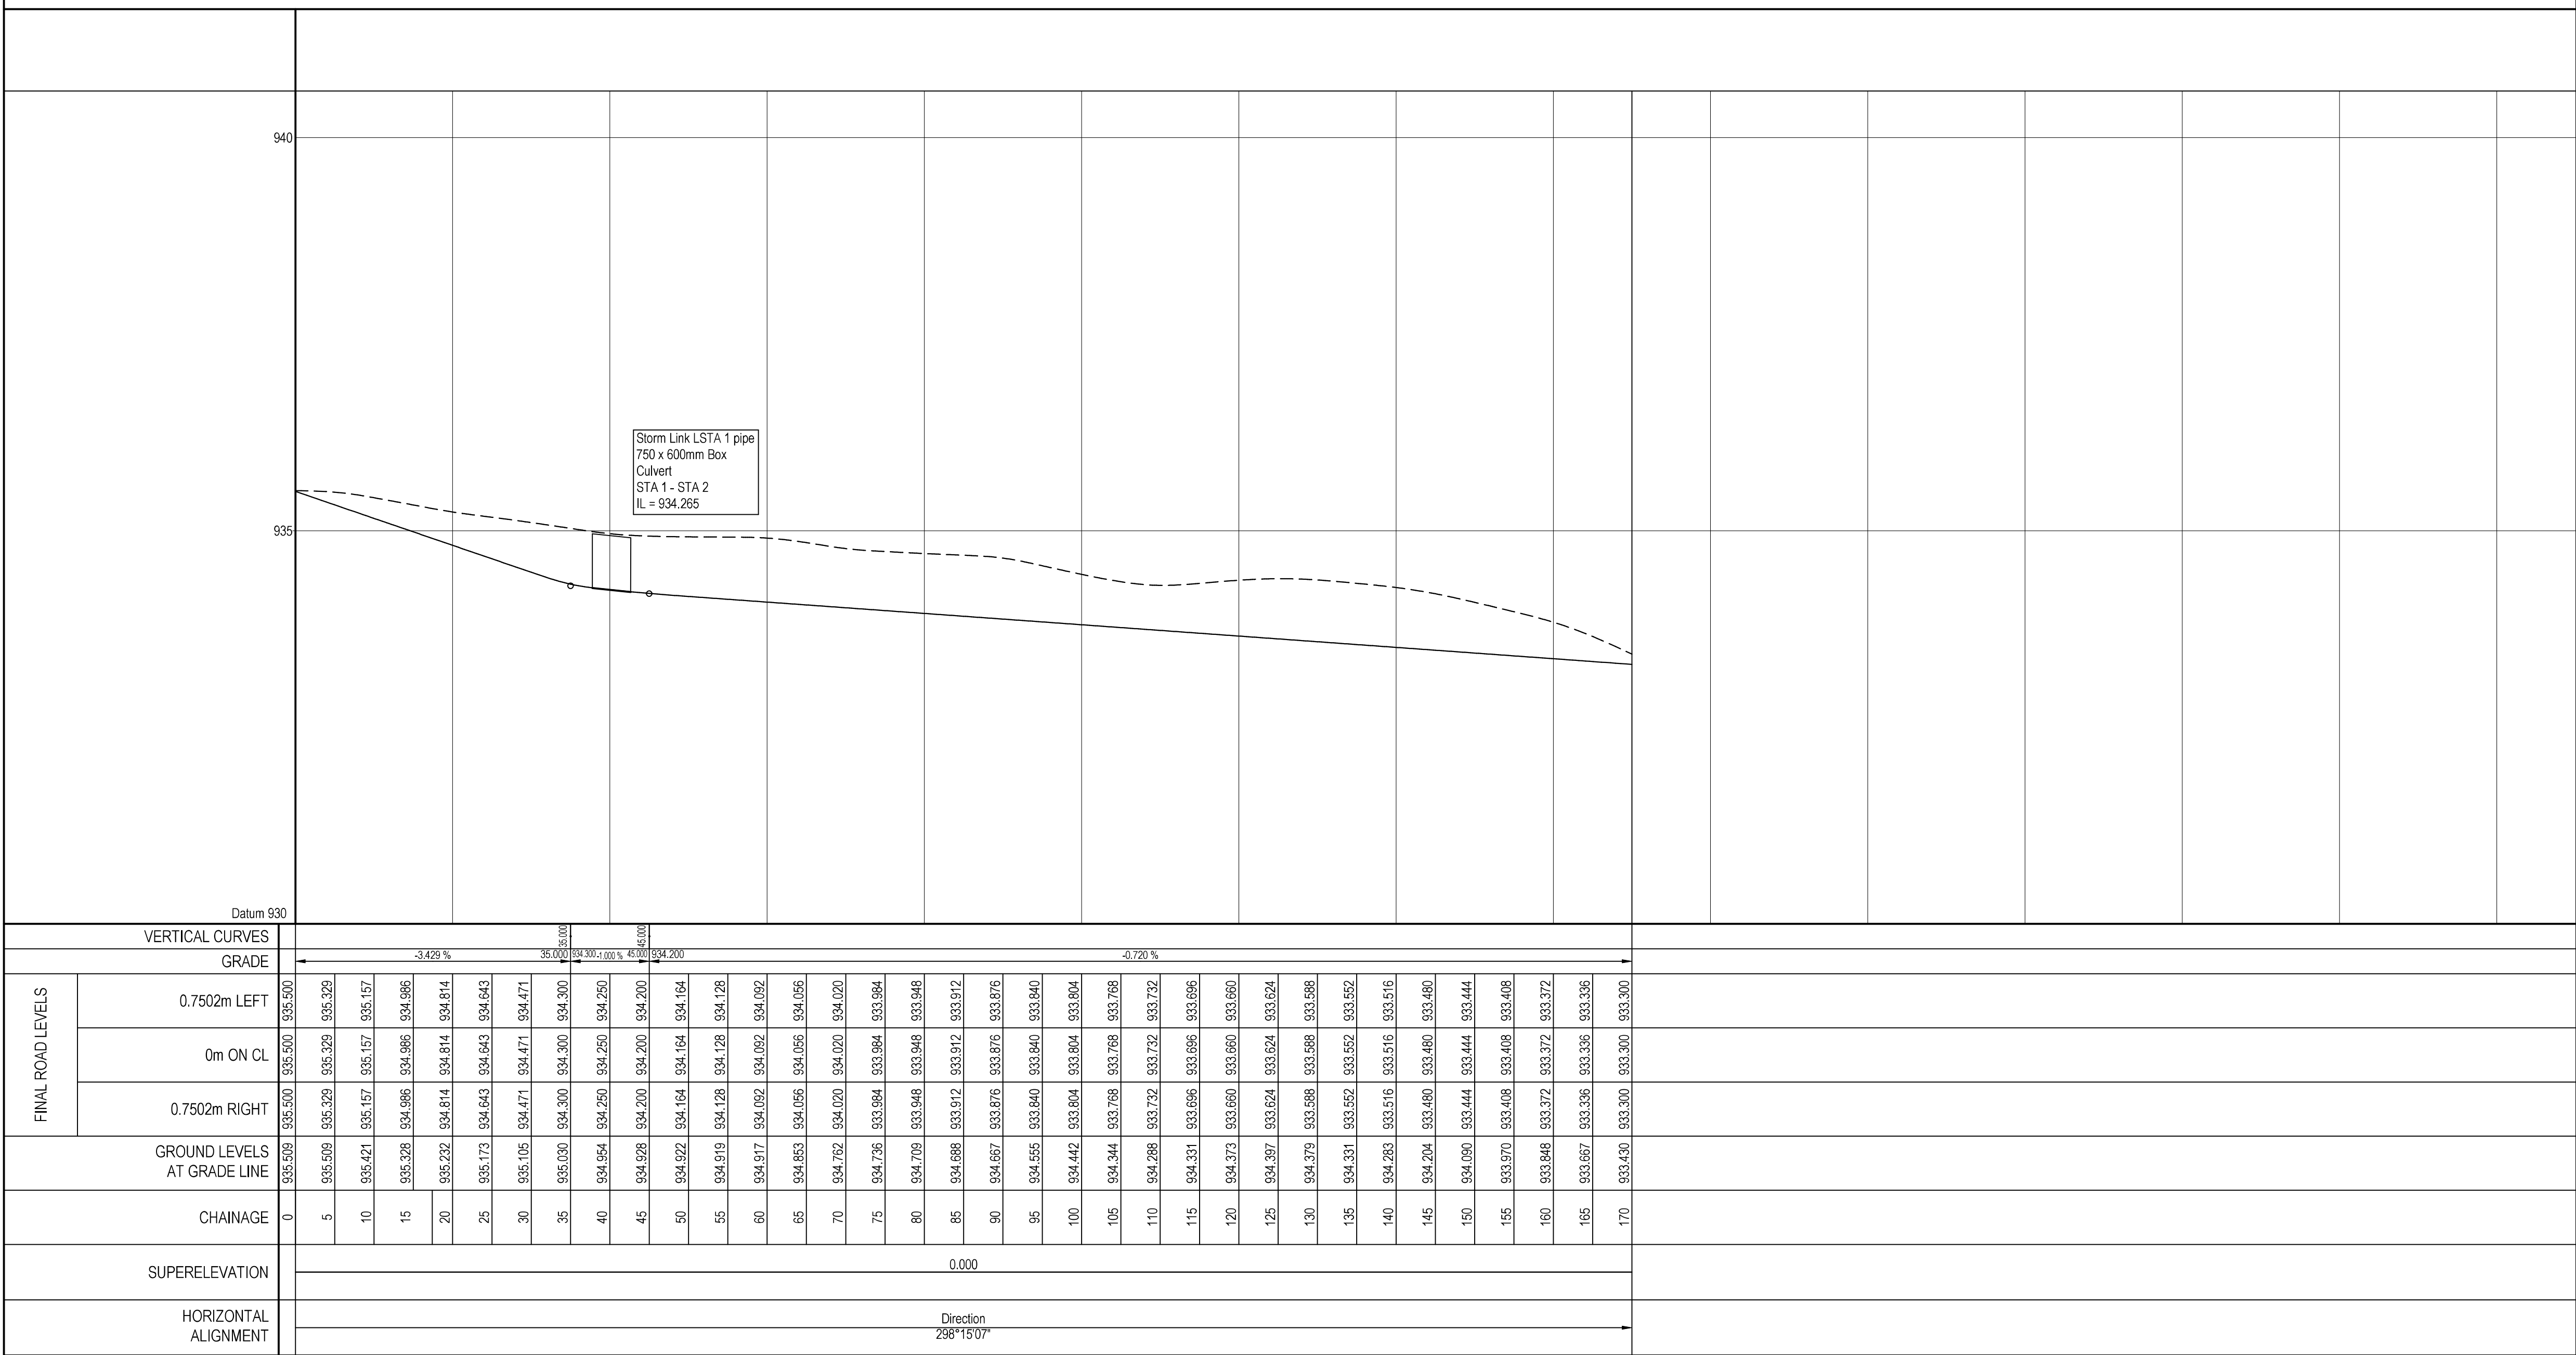 940
Storm Link LSTA 1 pipe
750 x 600mm Box
Culvert
STA 1 - STA 2
IL = 934.265
935
Datum 930
VERTICAL CURVES 35.000 45.000
GRADE -3.429 % 35.000 934.300 -1.000 % 45.000 934.200 -0.720 %
FINAL ROAD LEVELS
0.7502m LEFT 935.500 935.329 935.157 934.986 934.814 934.643 934.471 934.300 934.250 934.200 934.164 934.128 934.092 934.056 934.020 933.984 933.948 933.912 933.876 933.840 933.804 933.768 933.732 933.696 933.660 933.624 933.588 933.552 933.516 933.480 933.444 933.408 933.372 933.336 933.300
0m ON CL 935.500 935.329 935.157 934.986 934.814 934.643 934.471 934.300 934.250 934.200 934.164 934.128 934.092 934.056 934.020 933.984 933.948 933.912 933.876 933.840 933.804 933.768 933.732 933.696 933.660 933.624 933.588 933.552 933.516 933.480 933.444 933.408 933.372 933.336 933.300
0.7502m RIGHT 935.500 935.329 935.157 934.986 934.814 934.643 934.471 934.300 934.250 934.200 934.164 934.128 934.092 934.056 934.020 933.984 933.948 933.912 933.876 933.840 933.804 933.768 933.732 933.696 933.660 933.624 933.588 933.552 933.516 933.480 933.444 933.408 933.372 933.336 933.300
GROUND LEVELS
AT GRADE LINE 935.509 935.509 935.421 935.328 935.232 935.173 935.105 935.030 934.954 934.928 934.922 934.919 934.917 934.853 934.762 934.736 934.709 934.688 934.667 934.555 934.442 934.344 934.288 934.331 934.373 934.397 934.379 934.331 934.283 934.204 934.090 933.970 933.848 933.667 933.430
CHAINAGE 0 5 10 15 20 25 30 35 40 45 50 55 60 65 70 75 80 85 90 95 100 105 110 115 120 125 130 135 140 145 150 155 160 165 170
SUPERELEVATION 0.000
HORIZONTAL
ALIGNMENT
Direction
298°15'07"